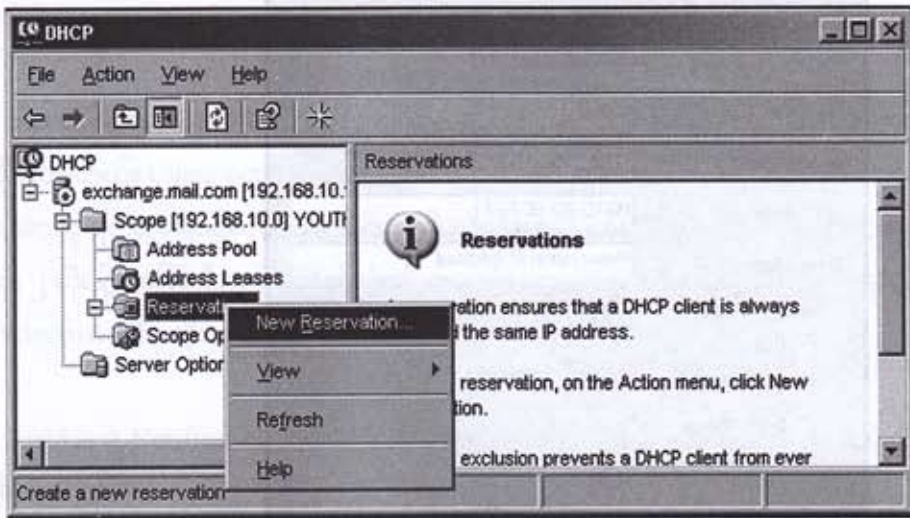 DHCP
File Action View Help
DHCP
exchange.mail.com [192.168.10.
Scope [192.168.10.0] YOUTH
Address Pool
Address Leases
Reservati
Scope Op
Server Option
New Reservation...
View
Refresh
Help
Reservations
Reservations
ation ensures that a DHCP client is always
the same IP address.
reservation, on the Action menu, click New
tion.
exclusion prevents a DHCP client from ever
Create a new reservation